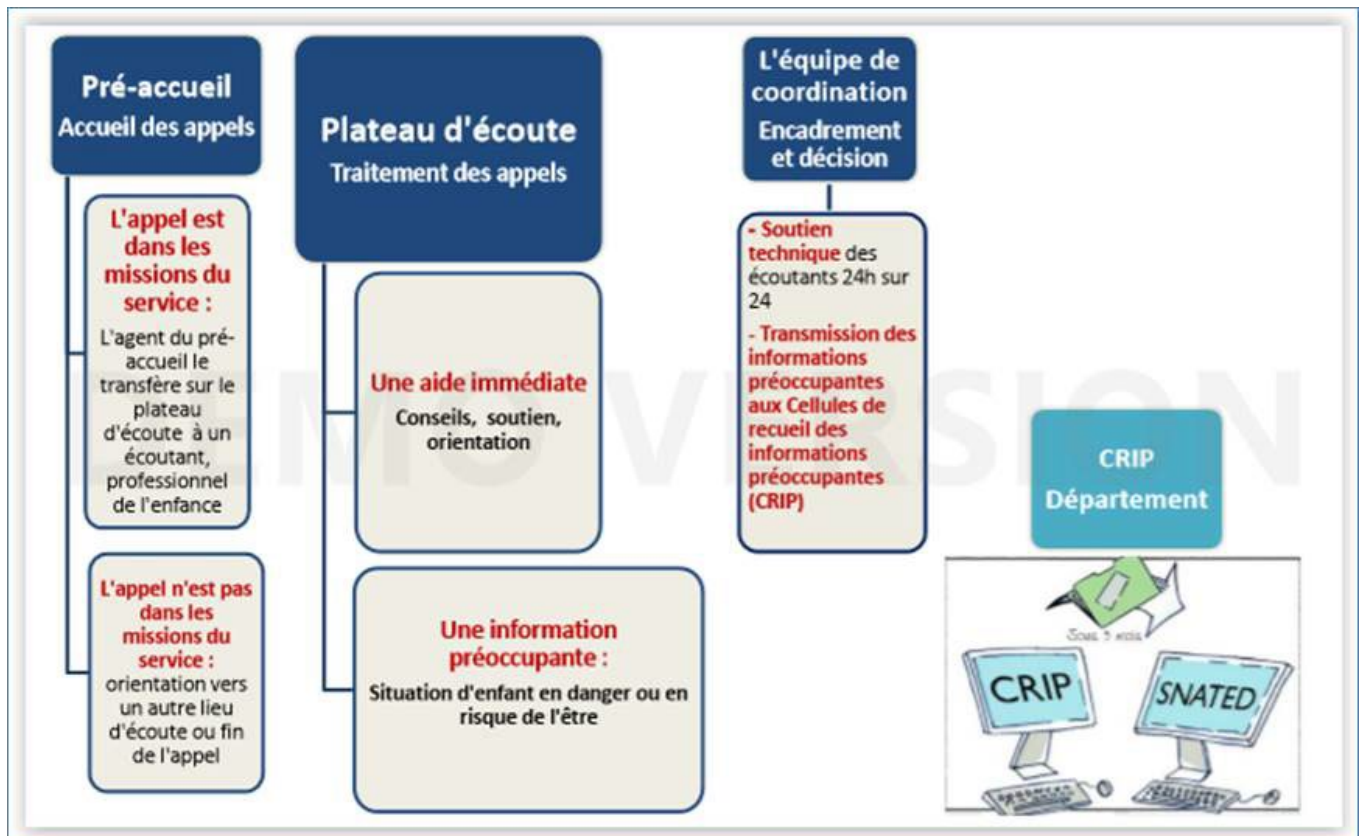 Pré-accueil
Accueil des appels
L'appel est
dans les
missions du
service :
L'agent du pré-
accueil le
transfère sur le
plateau
d'écoute à un
écoutant,
professionnel
de l'enfance
L'appel n'est pas
dans les
missions du
service :
orientation vers
un autre lieu
d'écoute ou fin
de l'appel
Plateau d'écoute
Traitement des appels
Une aide immédiate
Conseils, soutien,
orientation
Une information
préoccupante :
Situation d'enfant en danger ou en
risque de l'être
L'équipe de
coordination
Encadrement
et décision
- Soutien
technique des
écoutants 24h sur
24
- Transmission des
informations
préoccupantes
aux Cellules de
recueil des
informations
préoccupantes
(CRIP)
CRIP
Département
Sous 3 mois
CRIP
SNATED
DEMO VERSION